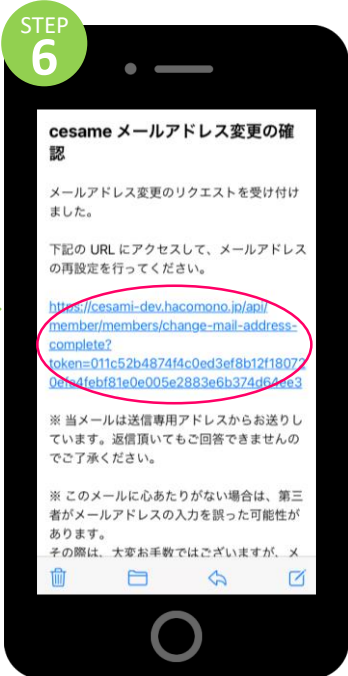 STEP
6
cesame メールアドレス変更の確
認
メールアドレス変更のリクエストを受け付け
ました。
下記の URL にアクセスして、メールアドレス
の再設定を行ってください。
https://cesami-dev.hacomono.jp/api/
member/members/change-mail-address-
complete?
token=011c52b4874f4c0ed3ef8b12f18072
0efa4febf81e0e005e2883e6b374d64ee3
※ 当メールは送信専用アドレスからお送りし
ています。返信頂いてもご回答できませんの
でご了承ください。
※ このメールに心あたりがない場合は、第三
者がメールアドレスの入力を誤った可能性が
あります。
その際は、大変お手数ではございますが、メ